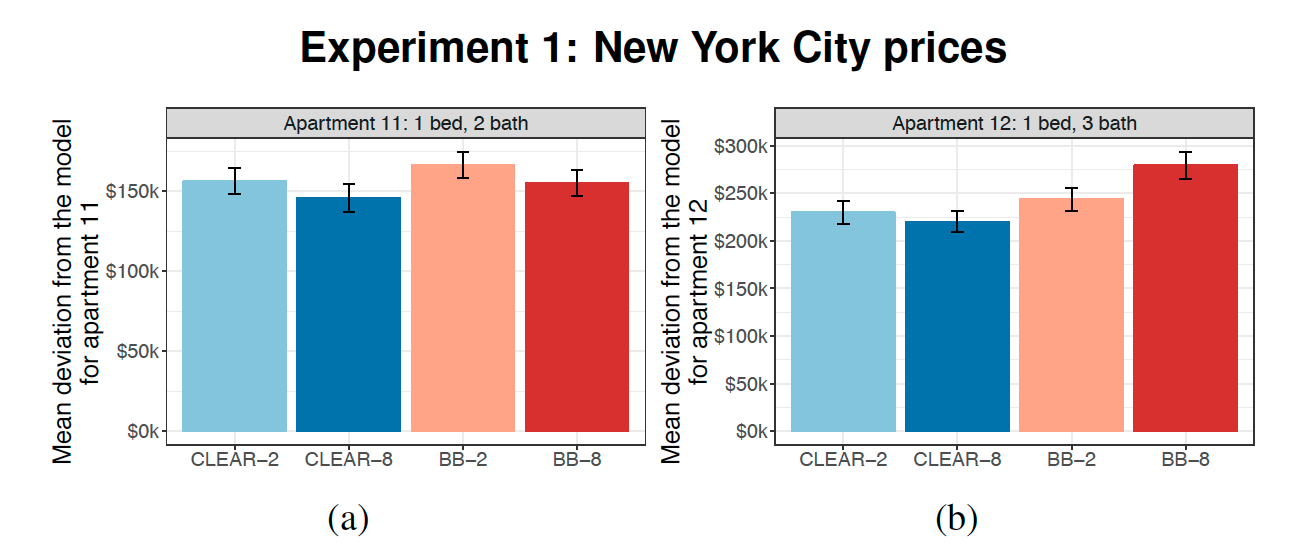 Experiment 1: New York City prices
Mean deviation from the model
for apartment 11
Apartment 11: 1 bed, 2 bath
$150k
$100k
$50k
$0k
CLEAR−2 CLEAR−8 BB−2 BB−8
(a)
Mean deviation from the model
for apartment 12
Apartment 12: 1 bed, 3 bath
$300k
$250k
$200k
$150k
$100k
$50k
$0k
CLEAR−2 CLEAR−8 BB−2 BB−8
(b)